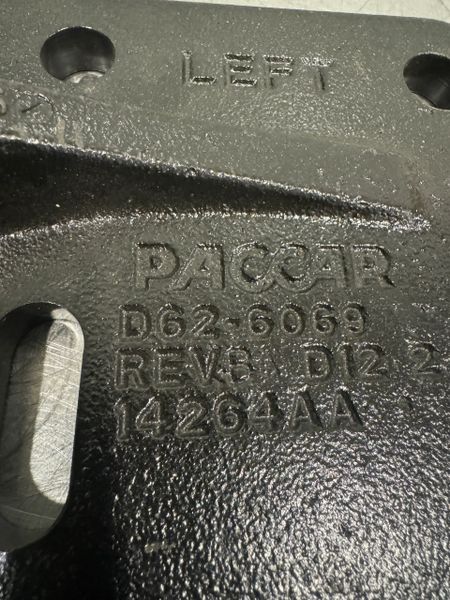 LEFT
PACCAR
D62-6069
REV.B D12 2
14264AA